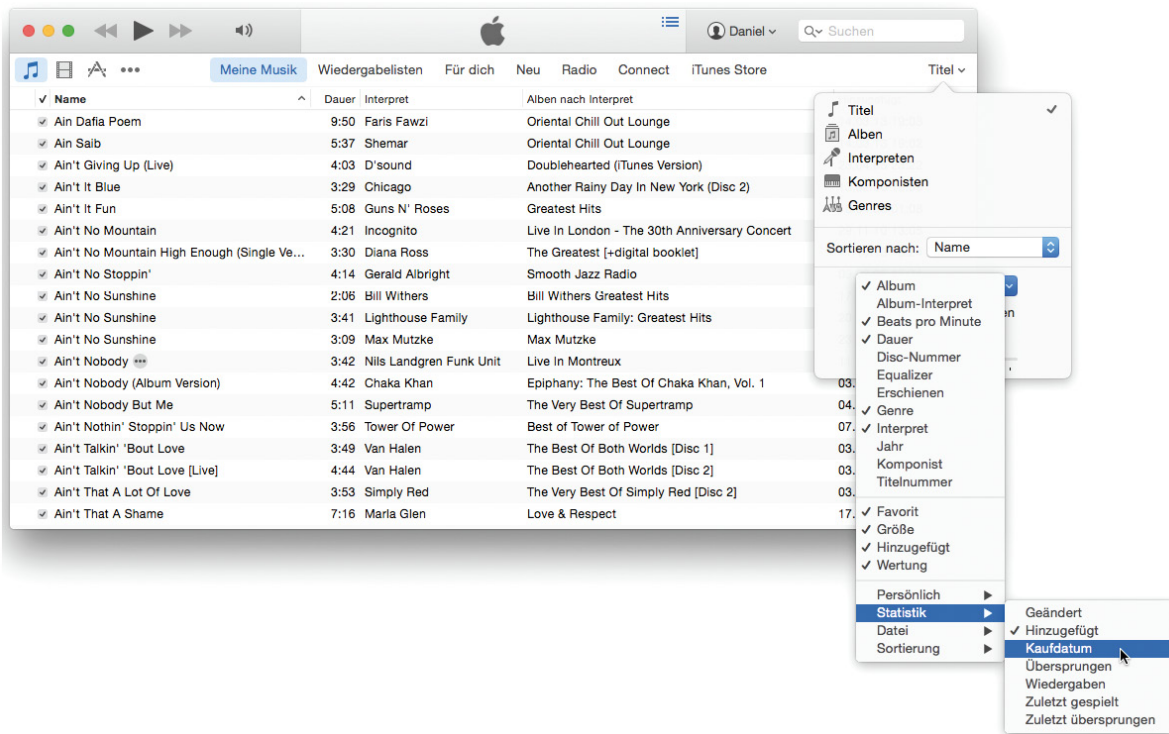 Daniel
Suchen
Meine Musik Wiedergabelisten Für dich Neu Radio Connect iTunes Store Titel
Name Dauer Interpret Alben nach Interpret
Ain Dafia Poem 9:50 Faris Fawzi Oriental Chill Out Lounge
Ain Saib 5:37 Shemar Oriental Chill Out Lounge
Ain't Giving Up (Live) 4:03 D'sound Doublehearted (iTunes Version)
Ain't It Blue 3:29 Chicago Another Rainy Day In New York (Disc 2)
Ain't It Fun 5:08 Guns N' Roses Greatest Hits
Ain't No Mountain 4:21 Incognito Live In London - The 30th Anniversary Concert
Ain't No Mountain High Enough (Single Ve... 3:30 Diana Ross The Greatest [+digital booklet]
Ain't No Stoppin' 4:14 Gerald Albright Smooth Jazz Radio
Ain't No Sunshine 2:06 Bill Withers Bill Withers Greatest Hits
Ain't No Sunshine 3:41 Lighthouse Family Lighthouse Family: Greatest Hits
Ain't No Sunshine 3:09 Max Mutzke Max Mutzke
Ain't Nobody 3:42 Nils Landgren Funk Unit Live In Montreux
Ain't Nobody (Album Version) 4:42 Chaka Khan Epiphany: The Best Of Chaka Khan, Vol. 1 03.
Ain't Nobody But Me 5:11 Supertramp The Very Best Of Supertramp 04.
Ain't Nothin' Stoppin' Us Now 3:56 Tower Of Power Best of Tower of Power 07.
Ain't Talkin' 'Bout Love 3:49 Van Halen The Best Of Both Worlds [Disc 1] 03.
Ain't Talkin' 'Bout Love [Live] 4:44 Van Halen The Best Of Both Worlds [Disc 2] 03.
Ain't That A Lot Of Love 3:53 Simply Red The Very Best Of Simply Red [Disc 2] 03.
Ain't That A Shame 7:16 Marla Glen Love & Respect 17.
Titel
Alben
Interpreten
Komponisten
Genres
Sortieren nach: Name
en
Album
Album-Interpret
Beats pro Minute
Dauer
Disc-Nummer
Equalizer
Erschienen
Genre
Interpret
Jahr
Komponist
Titelnummer
Favorit
Größe
Hinzugefügt
Wertung
Persönlich
Statistik
Datei
Sortierung
Geändert
Hinzugefügt
Kaufdatum
Übersprungen
Wiedergaben
Zuletzt gespielt
Zuletzt übersprungen